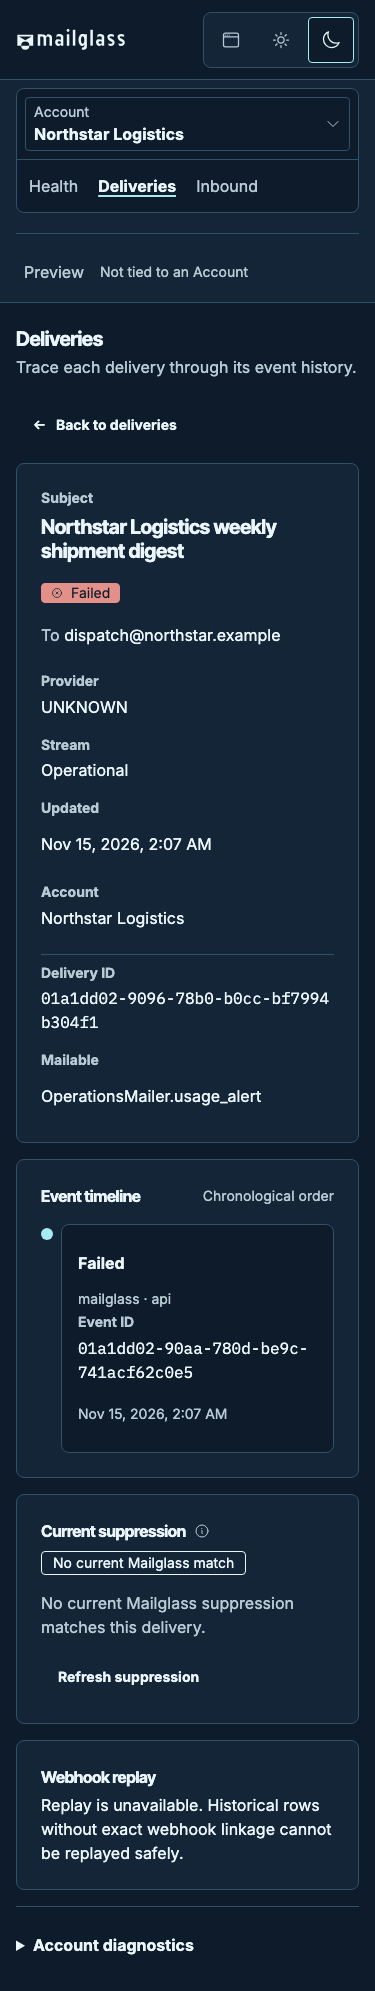 mailglass
Account
Northstar Logistics
Health Deliveries Inbound
Preview Not tied to an Account
Deliveries
Trace each delivery through its event history.
← Back to deliveries
Subject
Northstar Logistics weekly
shipment digest
Failed
To dispatch@northstar.example
Provider
UNKNOWN
Stream
Operational
Updated
Nov 15, 2026, 2:07 AM
Account
Northstar Logistics
Delivery ID
01a1dd02-9096-78b0-b0cc-bf7994
b304f1
Mailable
OperationsMailer.usage_alert
Event timeline Chronological order
Failed
mailglass · api
Event ID
01a1dd02-90aa-780d-be9c-
741acf62c0e5
Nov 15, 2026, 2:07 AM
Current suppression
No current Mailglass match
No current Mailglass suppression
matches this delivery.
Refresh suppression
Webhook replay
Replay is unavailable. Historical rows
without exact webhook linkage cannot
be replayed safely.
Account diagnostics